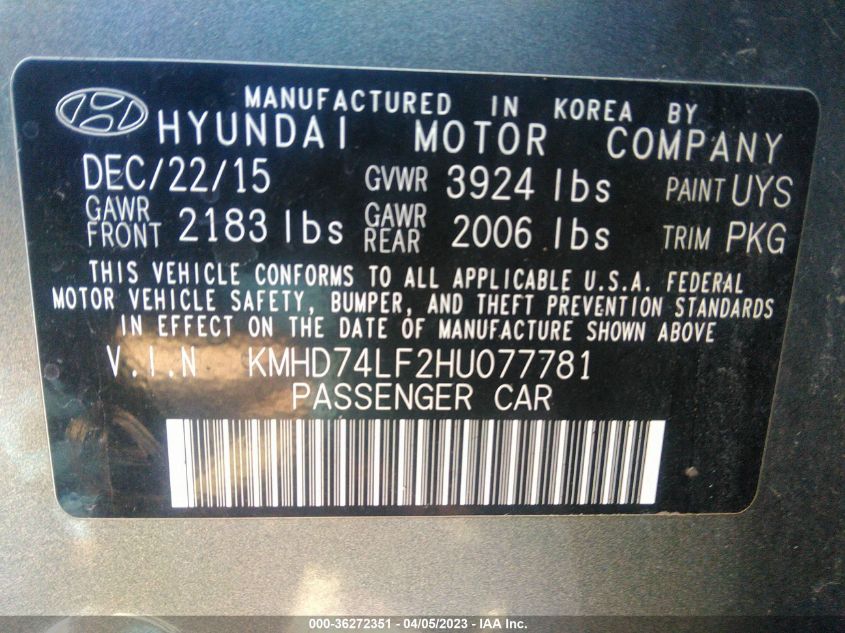 MANUFACTURED IN KOREA BY
HYUNDAI MOTOR COMPANY
DEC/22/15 GVWR 3924 lbs PAINT UYS
GAWR FRONT 2183 lbs GAWR REAR 2006 lbs TRIM PKG
THIS VEHICLE CONFORMS TO ALL APPLICABLE U.S.A. FEDERAL
MOTOR VEHICLE SAFETY, BUMPER, AND THEFT PREVENTION STANDARDS
IN EFFECT ON THE DATE OF MANUFACTURE SHOWN ABOVE
V.I.N KMHD74LF2HU077781
PASSENGER CAR
000-36272351 - 04/05/2023 - IAAI, Inc.